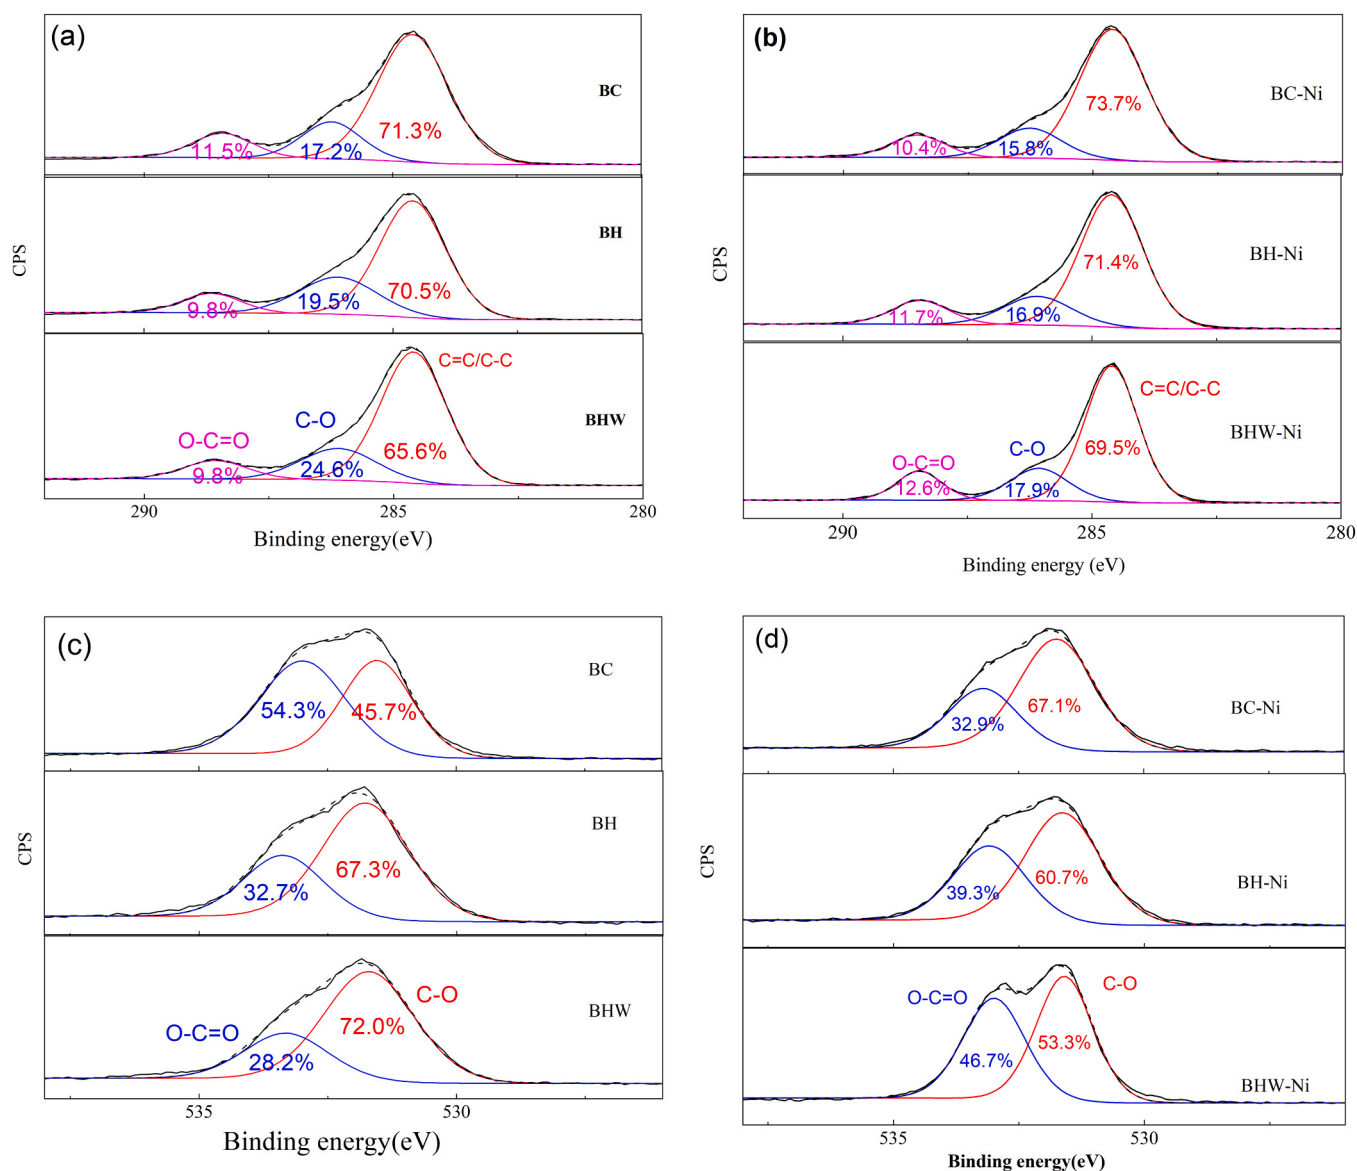 (a)
BC
71.3%
17.2%
11.5%
BH
70.5%
19.5%
9.8%
C=C/C-C
BHW
C-O
O-C=O
65.6%
24.6%
9.8%
CPS
290
285
280
Binding energy(eV)
(b)
BC-Ni
73.7%
15.8%
10.4%
BH-Ni
71.4%
16.9%
11.7%
C=C/C-C
BHW-Ni
C-O
69.5%
O-C=O
12.6%
17.9%
CPS
290
285
280
Binding energy (eV)
(c)
BC
54.3%
45.7%
BH
67.3%
32.7%
C-O
BHW
72.0%
O-C=O
28.2%
CPS
535
530
Binding energy(eV)
(d)
BC-Ni
67.1%
32.9%
BH-Ni
60.7%
39.3%
O-C=O
C-O
53.3%
46.7%
BHW-Ni
CPS
535
530
Binding energy(eV)